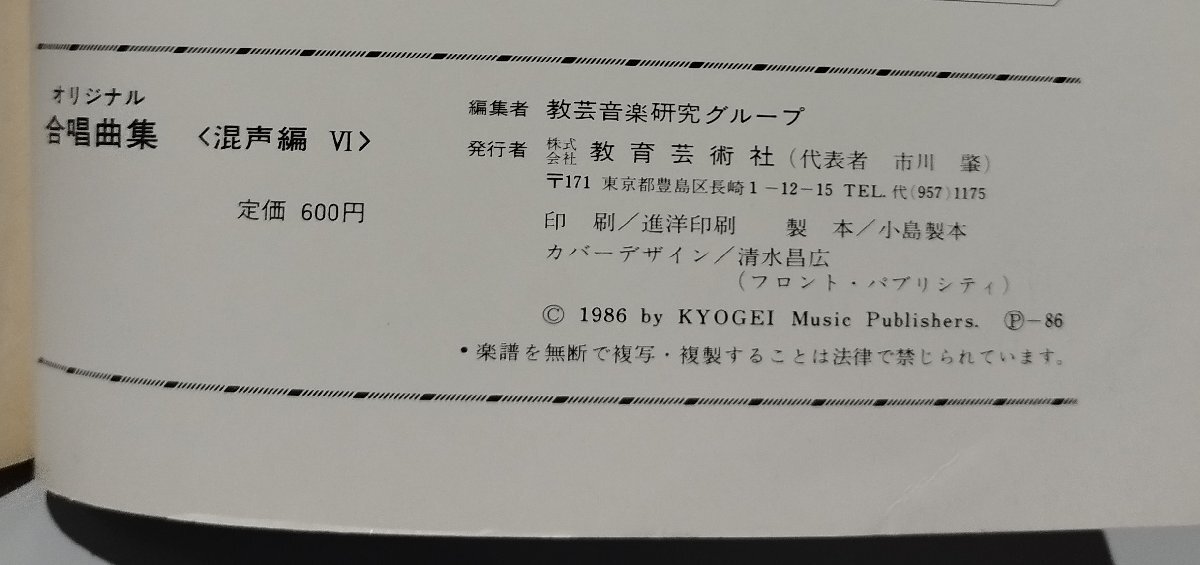 オリジナル
合唱曲集 〈混声編 Ⅵ〉
定価 600円
編集者 教芸音楽研究グループ
発行者 株式会社 教育芸術社(代表者 市川 肇)
〒171 東京都豊島区長崎1-12-15 TEL.代(957)1175
印 刷/進洋印刷 製 本/小島製本
カバーデザイン/清水昌広
(フロント・パブリシティ)
© 1986 by KYOGEI Music Publishers. Ⓟ-86
•楽譜を無断で複写・複製することは法律で禁じられています。